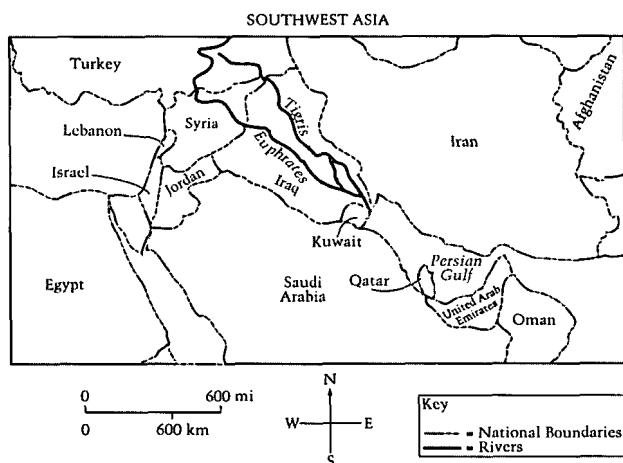 SOUTHWEST ASIA
Turkey
Afghanistan
Lebanon
Syria
Tigris
Iran
Israel
Jordan
Euphrates
Iraq
Kuwait
Egypt
Saudi
Arabia
Qatar
Persian
Gulf
United Arab
Emirates
Oman
0 600 mi
0 600 km
N
W E
S
Key
National Boundaries
Rivers